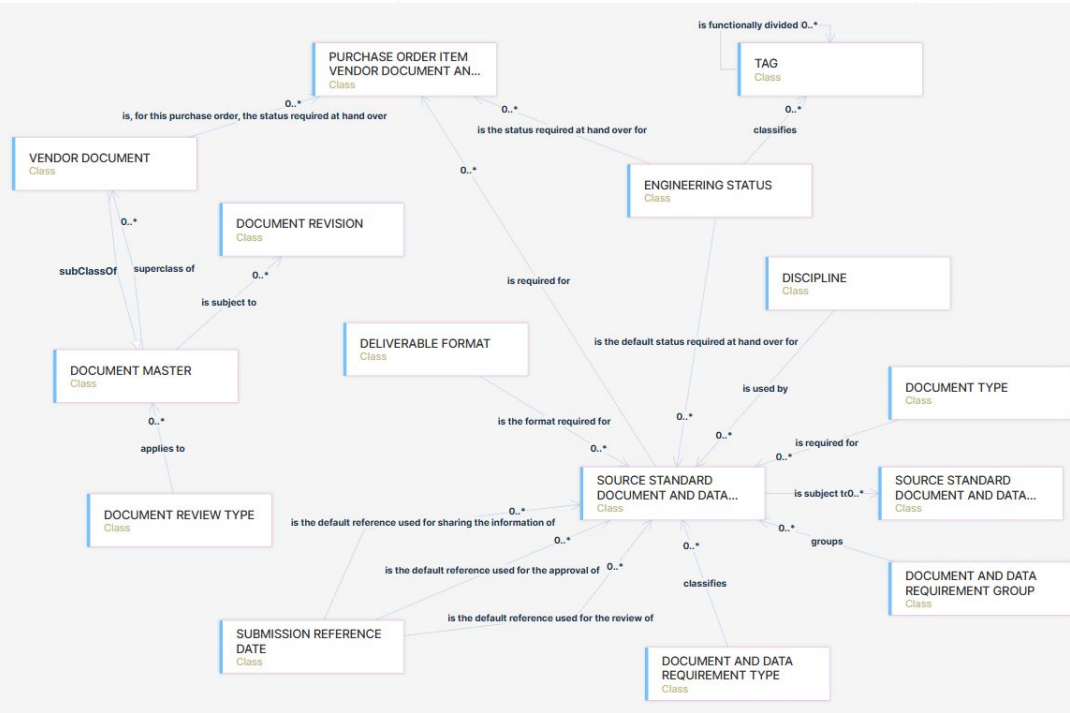 is functionally divided 0..*
PURCHASE ORDER ITEM
VENDOR DOCUMENT AN...
Class
TAG
Class
0..*
is, for this purchase order, the status required at hand over
0..*
is the status required at hand over for
0..*
classifies
VENDOR DOCUMENT
Class
0..*
ENGINEERING STATUS
Class
0..*
DOCUMENT REVISION
Class
subClassOf
superclass of
0..*
is subject to
is required for
DISCIPLINE
Class
DELIVERABLE FORMAT
Class
is the default status required at hand over for
DOCUMENT MASTER
Class
is used by
DOCUMENT TYPE
Class
0..*
applies to
is the format required for
0..*
0..*
0..*
is required for
0..*
SOURCE STANDARD
DOCUMENT AND DATA...
Class
is subject to0..*
SOURCE STANDARD
DOCUMENT AND DATA...
Class
DOCUMENT REVIEW TYPE
Class
0..*
is the default reference used for sharing the information of
0..*
is the default reference used for the approval of
0..*
is the default reference used for the review of
0..*
classifies
0..*
groups
DOCUMENT AND DATA
REQUIREMENT GROUP
Class
SUBMISSION REFERENCE
DATE
Class
DOCUMENT AND DATA
REQUIREMENT TYPE
Class